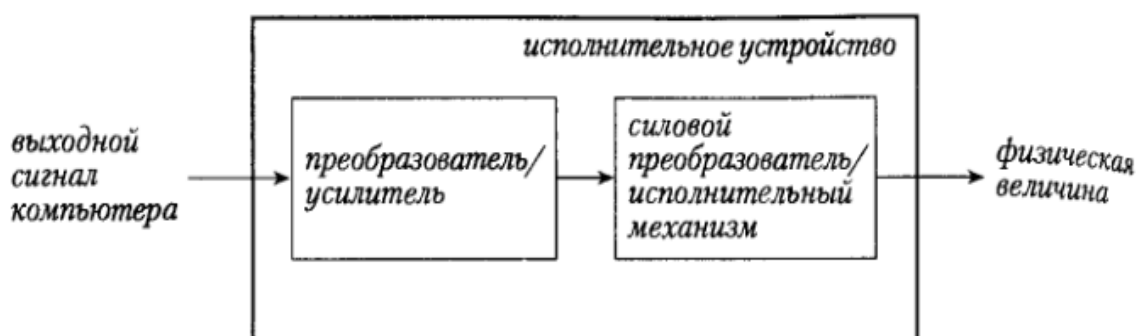 исполнительное устройство
выходной
сигнал
компьютера
преобразователь/
усилитель
силовой
преобразователь/
исполнительный
механизм
физическая
величина